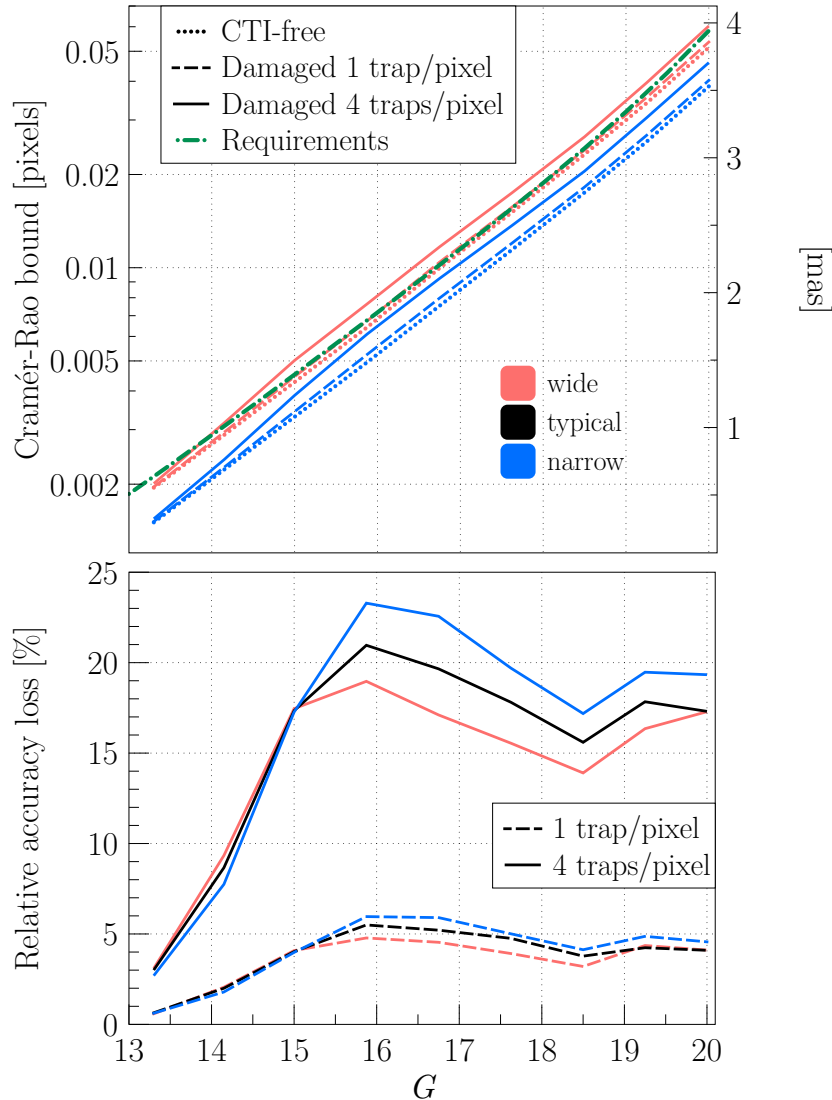 CTI-free
Damaged 1 trap/pixel
Damaged 4 traps/pixel
Requirements
Cramér-Rao bound [pixels]
0.05
0.02
0.01
0.005
0.002
4
3
2
1
[mas]
wide
typical
narrow
Relative accuracy loss [%]
25
20
15
10
5
0
1 trap/pixel
4 traps/pixel
13 14 15 16 17 18 19 20
G